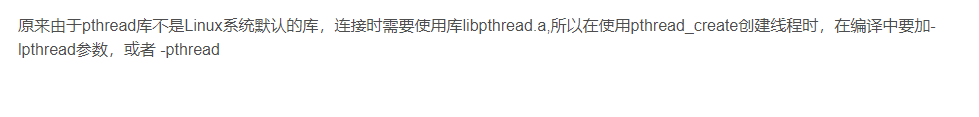 原来由于pthread库不是Linux系统默认的库，连接时需要使用库libpthread.a,所以在使用pthread_create创建线程时，在编译中要加-
lpthread参数，或者 -pthread